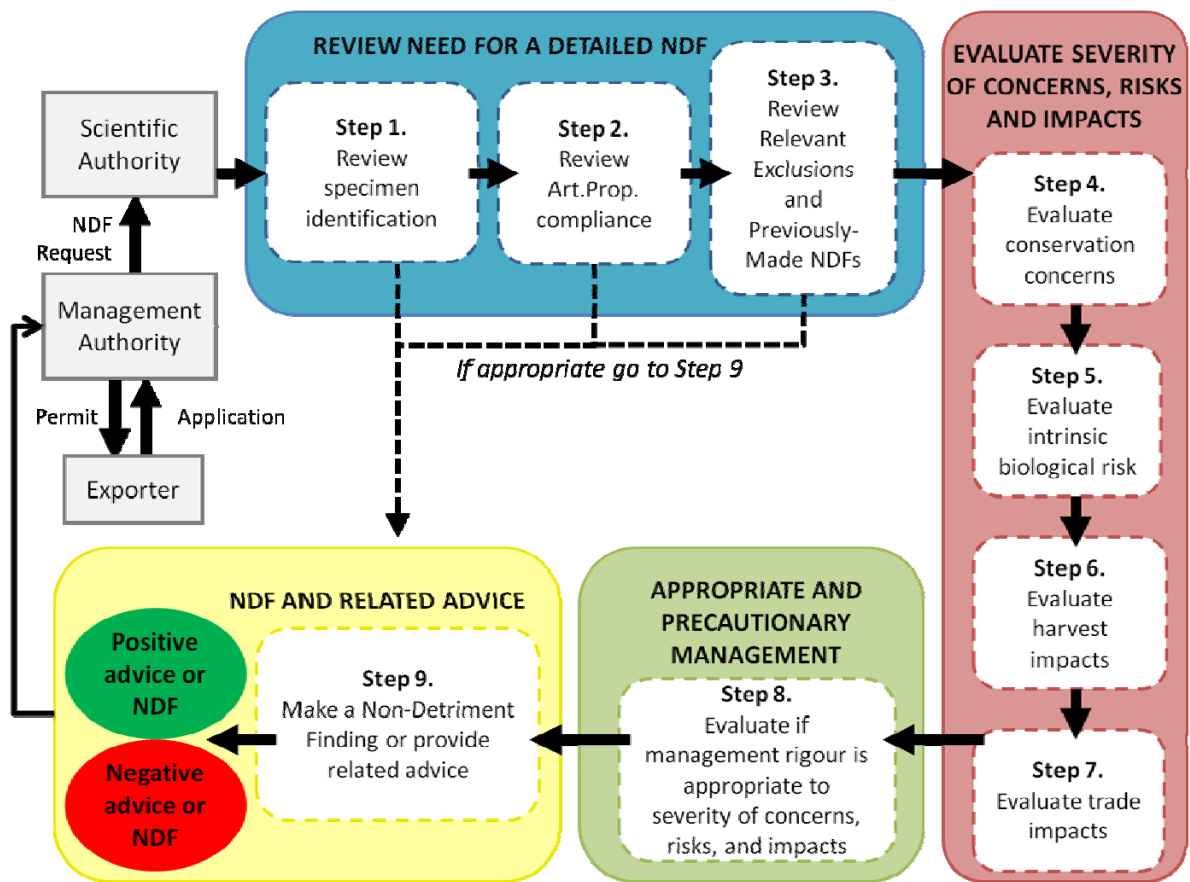 REVIEW NEED FOR A DETAILED NDF
Step 1.
Review
specimen
identification
Step 2.
Review
Art.Prop.
compliance
Step 3.
Review
Relevant
Exclusions
and
Previously-
Made NDFs
If appropriate go to Step 9
Scientific
Authority
NDF
Request
Management
Authority
Permit
Application
Exporter
EVALUATE SEVERITY
OF CONCERNS, RISKS
AND IMPACTS
Step 4.
Evaluate
conservation
concerns
Step 5.
Evaluate
intrinsic
biological risk
Step 6.
Evaluate
harvest
impacts
Step 7.
Evaluate trade
impacts
APPROPRIATE AND
PRECAUTIONARY
MANAGEMENT
Step 8.
Evaluate if
management rigour is
appropriate to
severity of concerns,
risks, and impacts
NDF AND RELATED ADVICE
Step 9.
Make a Non-Detriment
Finding or provide
related advice
Positive
advice or
NDF
Negative
advice or
NDF